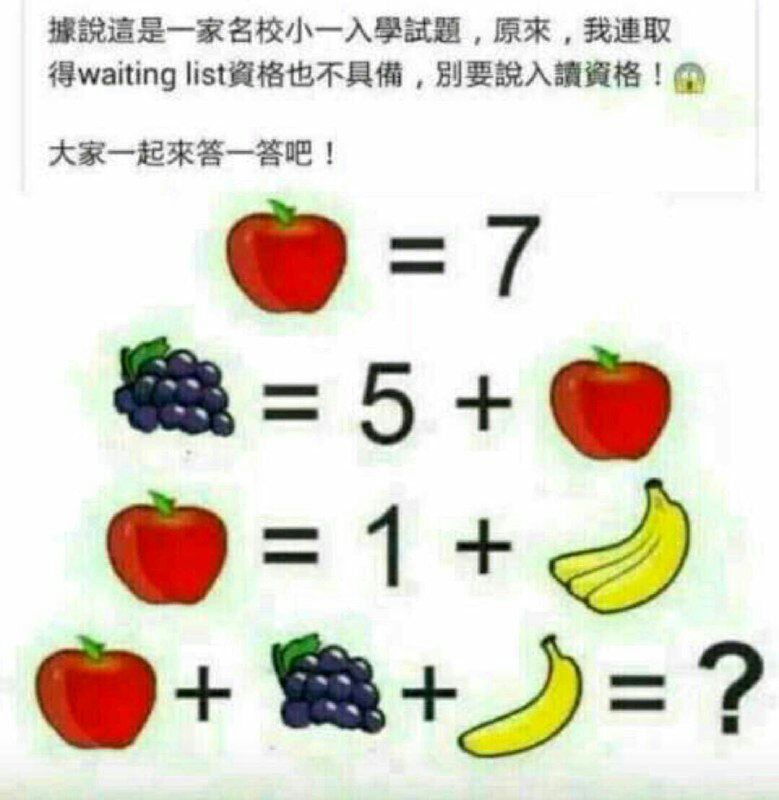 據說這是一家名校小一入學試題，原來，我連取
得waiting list資格也不具備，別要說入讀資格！
大家一起來答一答吧！
= 7
= 5 +
= 1 +
+ + = ?